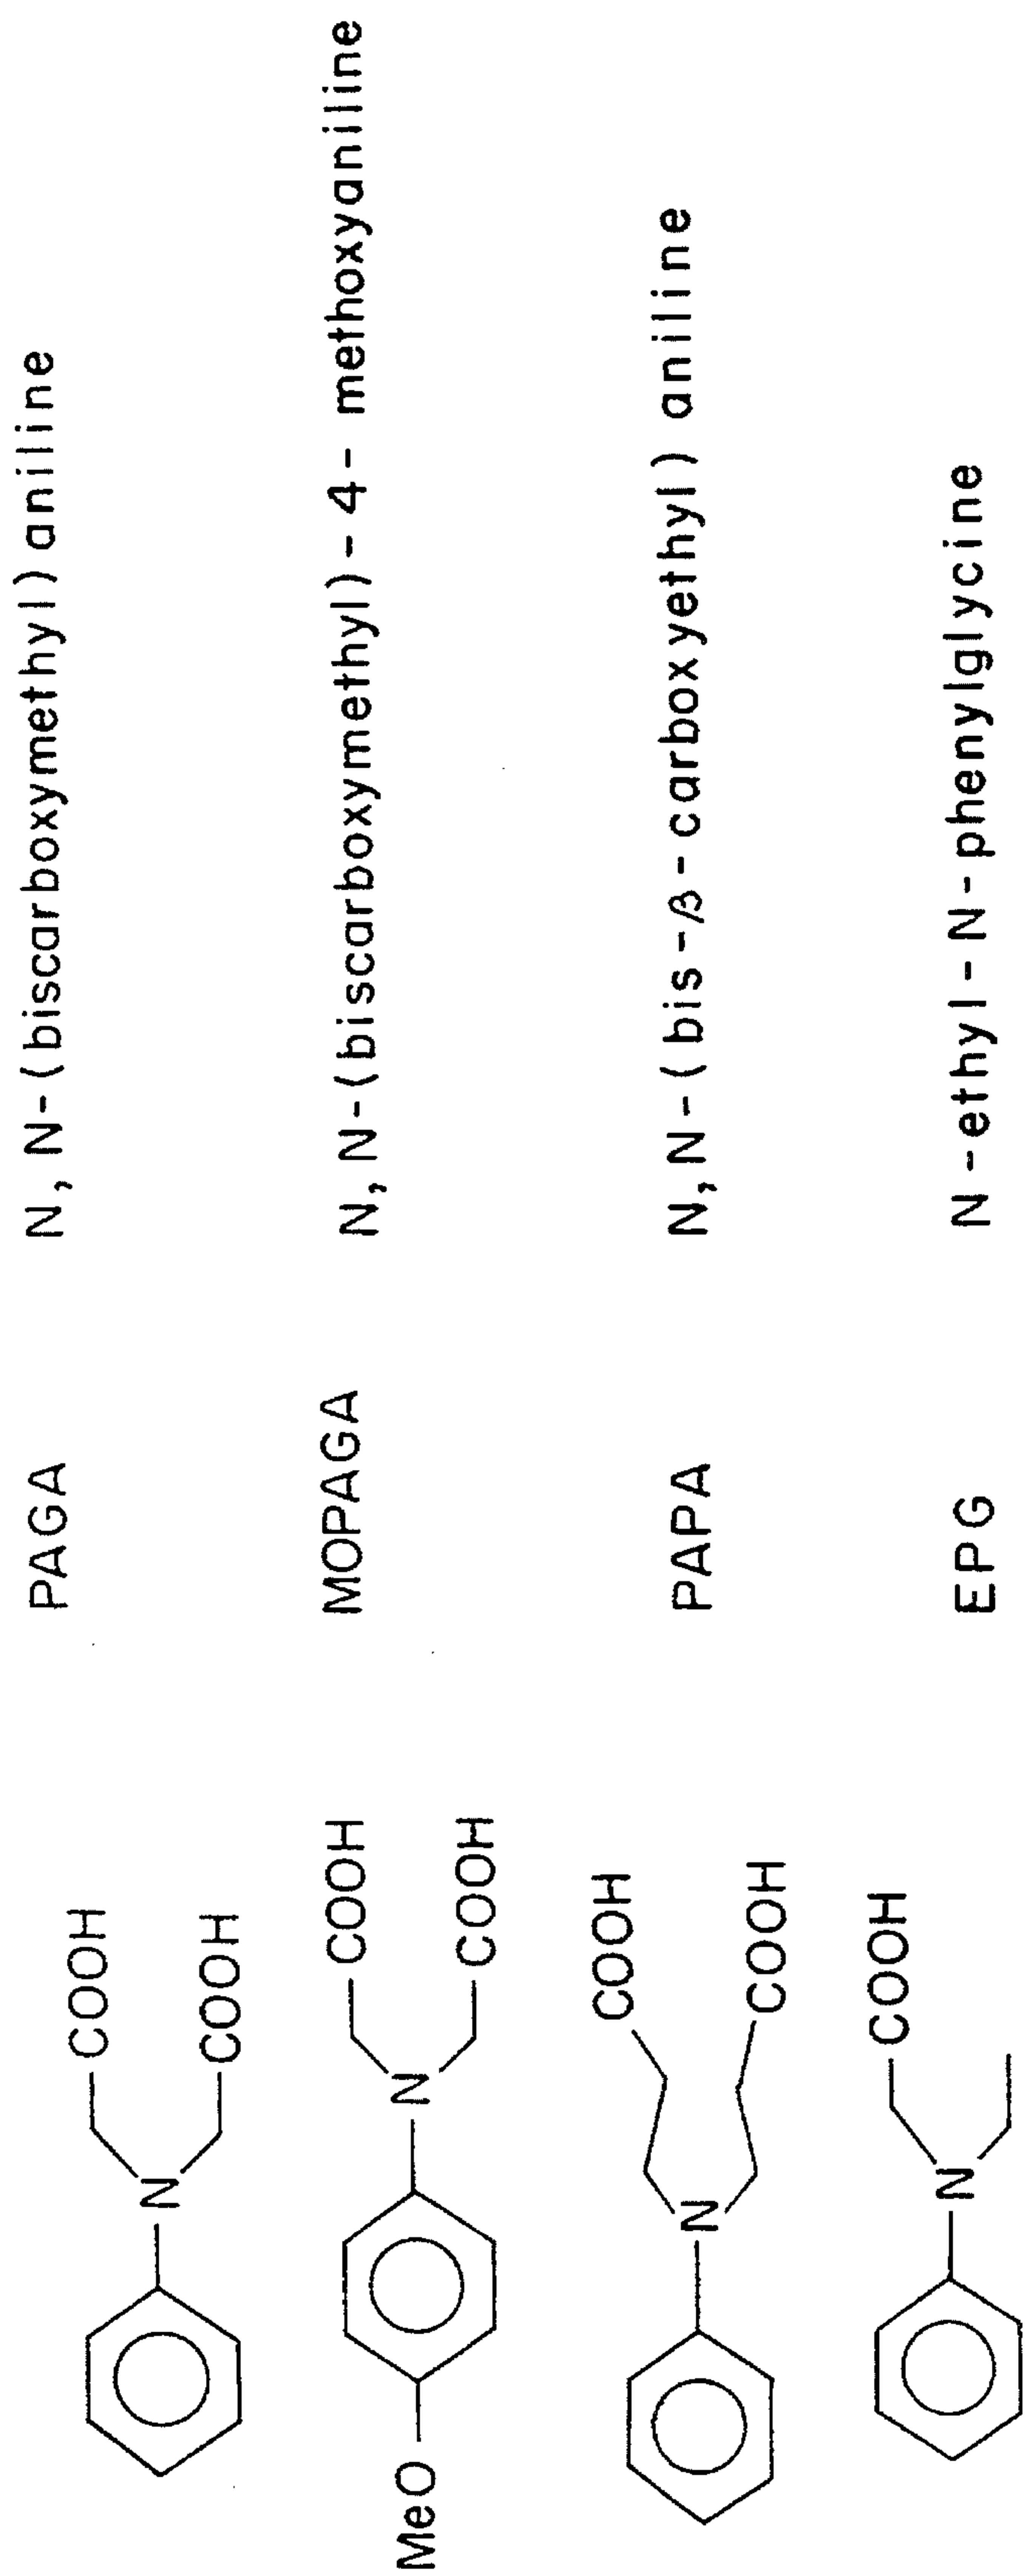 COOH
N
COOH
PAGA
N, N-(biscarboxymethyl) aniline
COOH
MeO
N
COOH
MOPAGA
N, N-(biscarboxymethyl)-4-methoxyaniline
COOH
N
COOH
PAPA
N, N-(bis-β-carboxyethyl) aniline
COOH
N
EPG
N-ethyl-N-phenylglycine